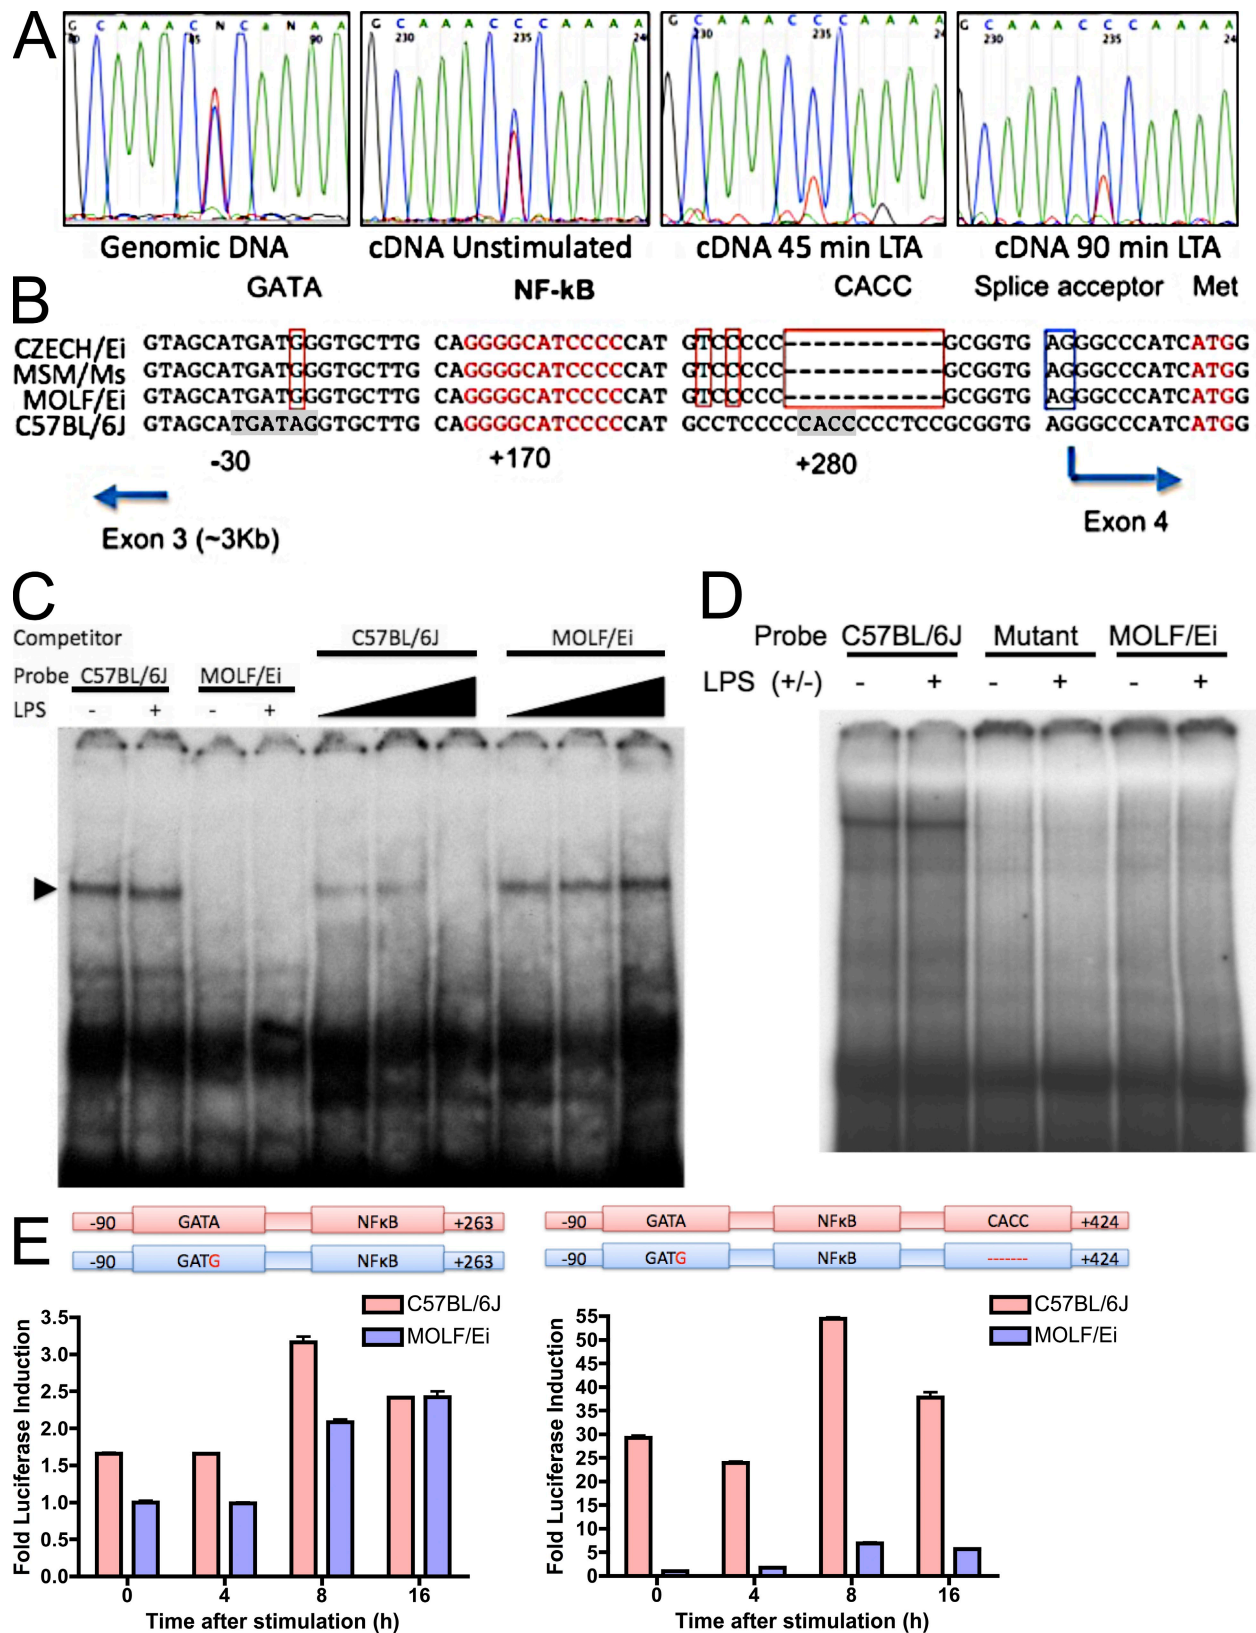 A
G C A A A C N C a N A A
80 85 90
G C A A A C C C A A A A
230 235 24
G C A A A C C C A A A A
230 235 24
G C A A A C C C A A A
230 235 24
Genomic DNA cDNA Unstimulated cDNA 45 min LTA cDNA 90 min LTA
B
GATA NF-kB CACC Splice acceptor Met
CZECH/Ei GTAGCATGATGGGTGCTTG CAGGGGCATCCCCCAT GTCCCCC-----------GCGGTG AGGGCCCATCATGG
MSM/Ms GTAGCATGATGGGTGCTTG CAGGGGCATCCCCCAT GTCCCCC-----------GCGGTG AGGGCCCATCATGG
MOLF/Ei GTAGCATGATGGGTGCTTG CAGGGGCATCCCCCAT GTCCCCC-----------GCGGTG AGGGCCCATCATGG
C57BL/6J GTAGCATGATAGGTGCTTG CAGGGGCATCCCCCAT GCCTCCCCCACCCCCTCCGCGGTG AGGGCCCATCATGG
-30 +170 +280
Exon 3 (~3Kb) Exon 4
C
Competitor C57BL/6J MOLF/Ei
Probe C57BL/6J MOLF/Ei
LPS - + - +
D
Probe C57BL/6J Mutant MOLF/Ei
LPS (+/-) - + - + - +
E
-90 GATA NFκB +263
-90 GATG NFκB +263
-90 GATA NFκB CACC +424
-90 GATG NFκB ------- +424
C57BL/6J
MOLF/Ei
Fold Luciferase Induction
3.5
3.0
2.5
2.0
1.5
1.0
0.5
0.0
0 4 8 16
Time after stimulation (h)
C57BL/6J
MOLF/Ei
Fold Luciferase Induction
55
50
45
40
35
30
25
20
15
10
5
0
0 4 8 16
Time after stimulation (h)